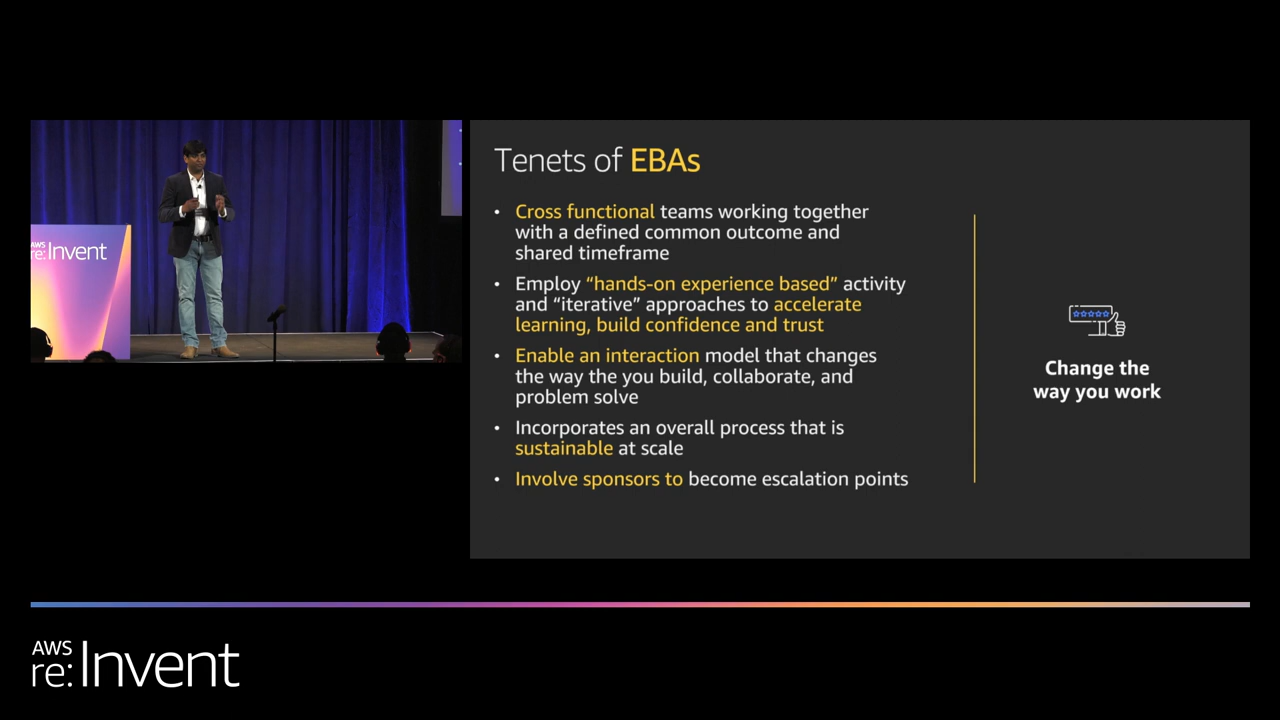 AWS
re:Invent
Tenets of EBAs
• Cross functional teams working together
with a defined common outcome and
shared timeframe
• Employ “hands-on experience based” activity
and “iterative” approaches to accelerate
learning, build confidence and trust
• Enable an interaction model that changes
the way the you build, collaborate, and
problem solve
• Incorporates an overall process that is
sustainable at scale
• Involve sponsors to become escalation points
Change the
way you work
AWS
re:Invent